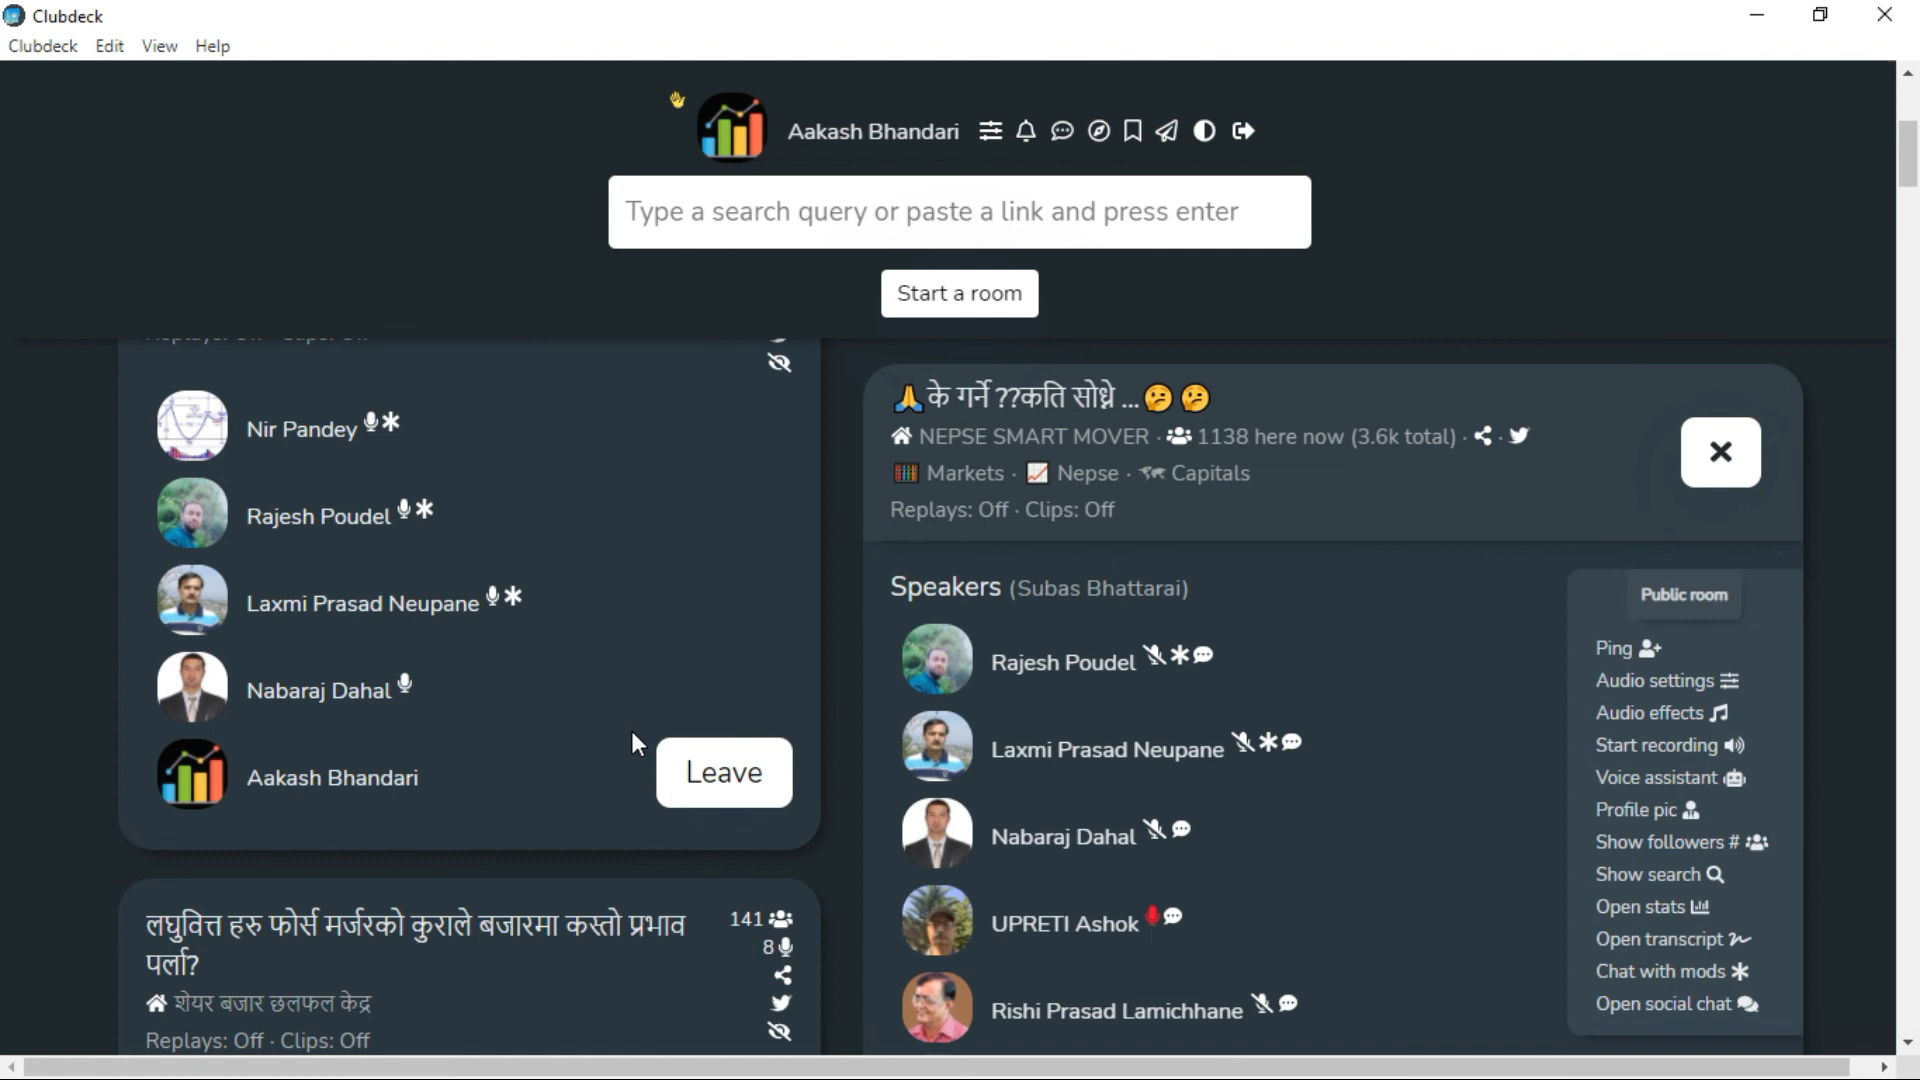 Clubdeck
Clubdeck Edit View Help
Aakash Bhandari
Type a search query or paste a link and press enter
Start a room
Nir Pandey
Rajesh Poudel
Laxmi Prasad Neupane
Nabaraj Dahal
Aakash Bhandari
Leave
लघुवित्त हरु फोर्स मर्जरको कुराले बजारमा कस्तो प्रभाव
पर्ला?
141
8
शेयर बजार छलफल केद्र
Replays: Off · Clips: Off
🙏के गर्ने ??कति सोध्ने ...🤔 🤔
NEPSE SMART MOVER · 1138 here now (3.6k total) ·
Markets · Nepse · Capitals
Replays: Off · Clips: Off
Speakers (Subas Bhattarai)
Rajesh Poudel
Laxmi Prasad Neupane
Nabaraj Dahal
UPRETI Ashok
Rishi Prasad Lamichhane
Public room
Ping
Audio settings
Audio effects
Start recording
Voice assistant
Profile pic
Show followers #
Show search
Open stats
Open transcript
Chat with mods
Open social chat